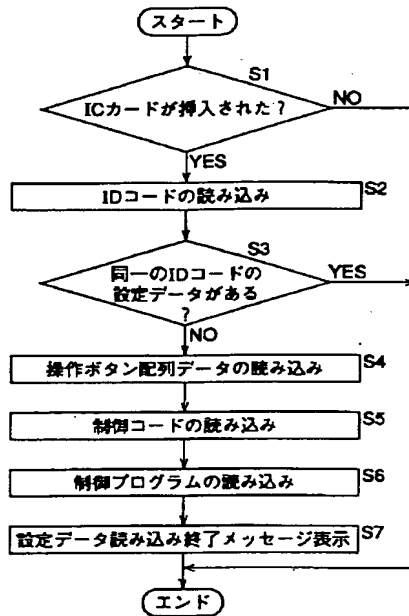 スタート
S1
ICカードが挿入された?
NO
YES
S2
IDコードの読み込み
S3
同一のIDコードの
設定データがある
?
YES
NO
S4
操作ボタン配列データの読み込み
S5
制御コードの読み込み
S6
制御プログラムの読み込み
S7
設定データ読み込み終了メッセージ表示
エンド